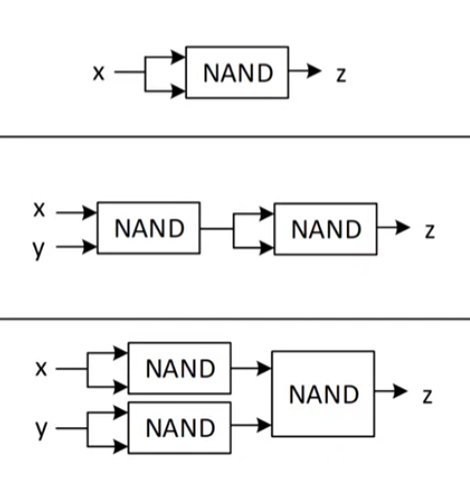 x NAND z
x
NAND NAND z
y
x NAND
NAND z
y NAND